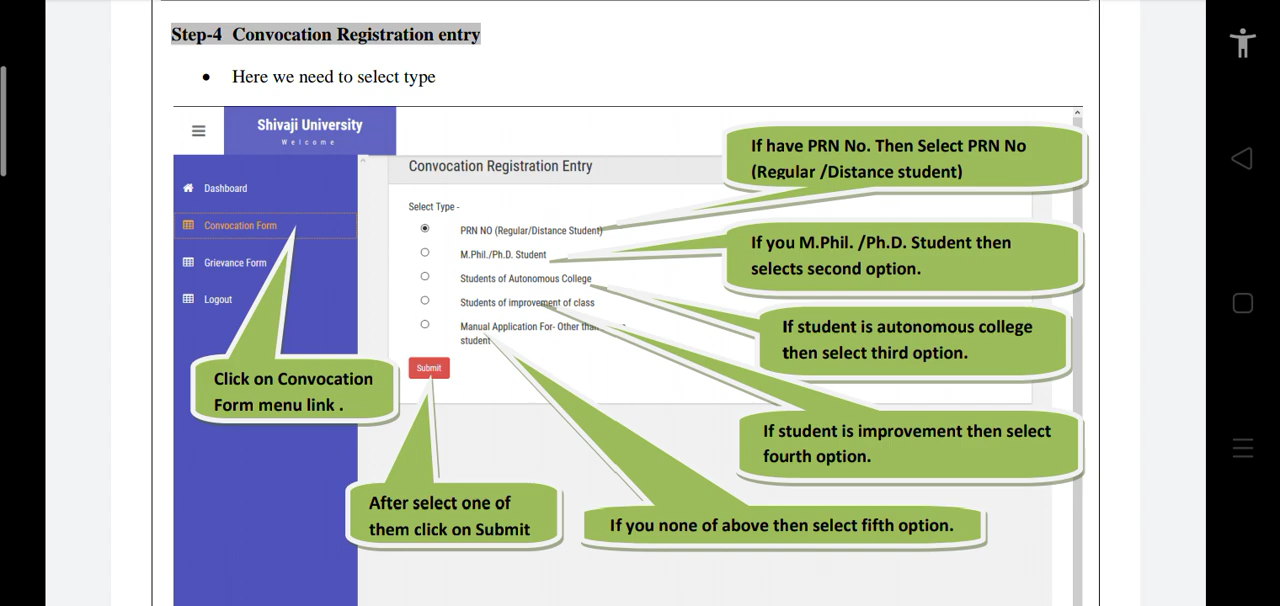 Step-4 Convocation Registration entry
• Here we need to select type
Shivaji University
Welcome
Dashboard
Convocation Form
Grievance Form
Logout
Convocation Registration Entry
Select Type -
PRN NO (Regular/Distance Student)
M.Phil./Ph.D. Student
Students of Autonomous College
Students of improvement of class
Manual Application For- Other than
student
Submit
If have PRN No. Then Select PRN No
(Regular /Distance student)
If you M.Phil. /Ph.D. Student then
selects second option.
If student is autonomous college
then select third option.
If student is improvement then select
fourth option.
If you none of above then select fifth option.
Click on Convocation
Form menu link .
After select one of
them click on Submit